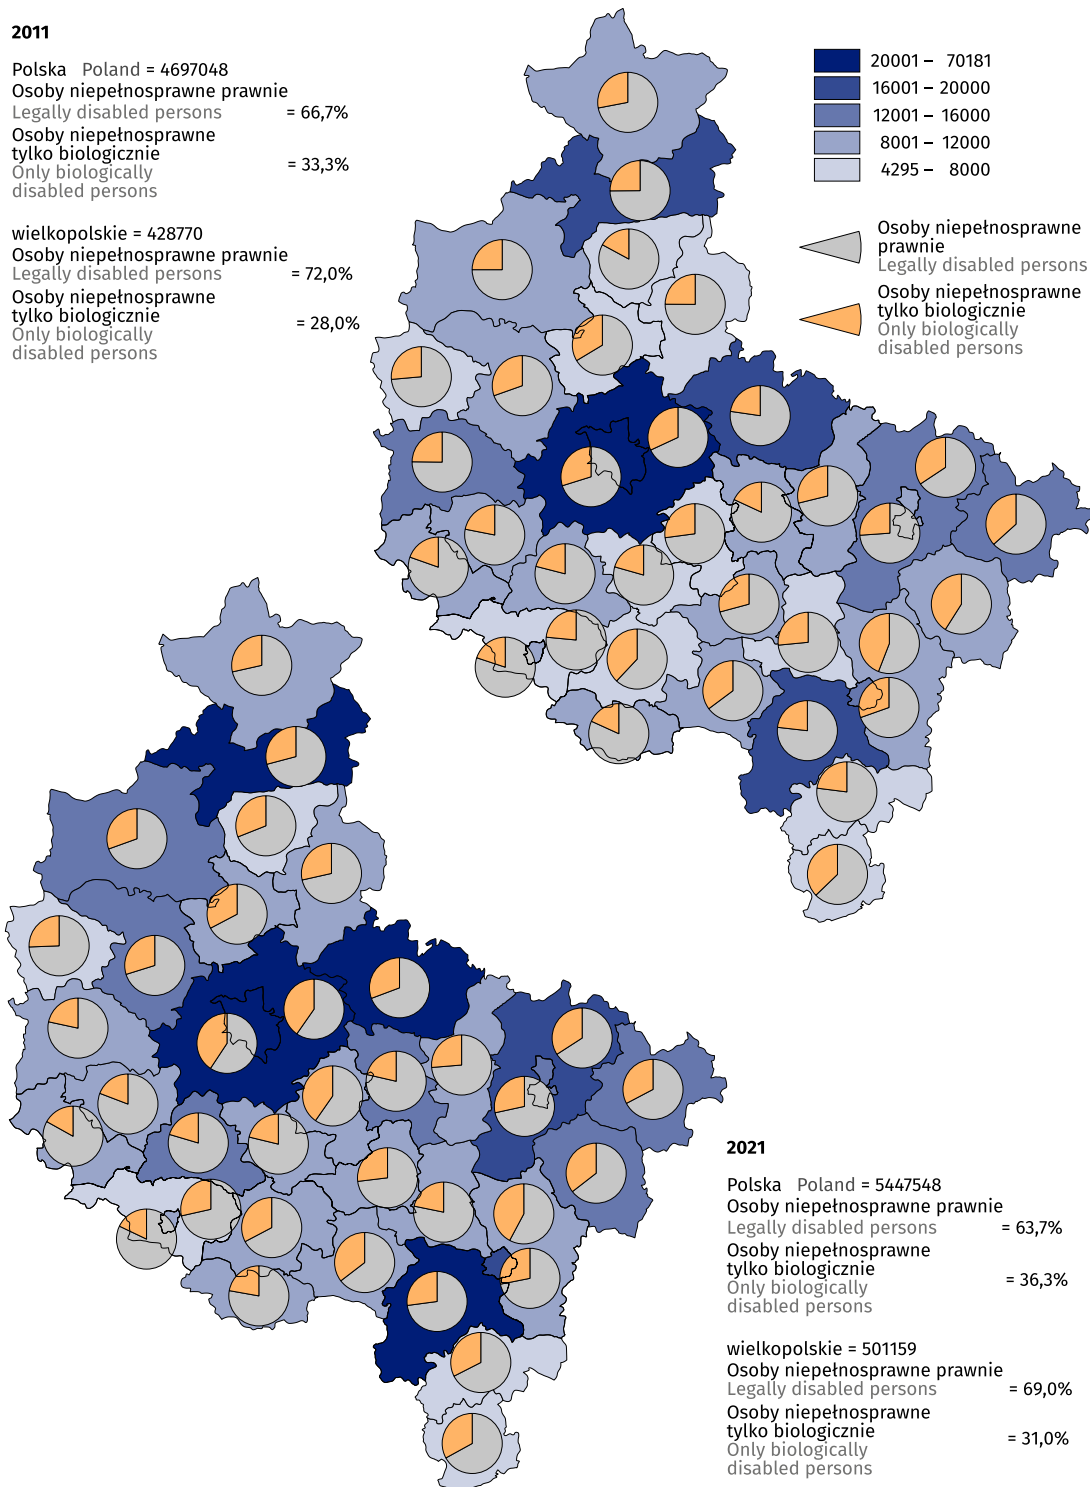 2011
Polska Poland = 4697048
Osoby niepełnosprawne prawnie
Legally disabled persons = 66,7%
Osoby niepełnosprawne
tylko biologicznie
Only biologically
disabled persons
= 33,3%
wielkopolskie = 428770
Osoby niepełnosprawne prawnie
Legally disabled persons = 72,0%
Osoby niepełnosprawne
tylko biologicznie
Only biologically
disabled persons
= 28,0%
20001 – 70181
16001 – 20000
12001 – 16000
8001 – 12000
4295 – 8000
Osoby niepełnosprawne
prawnie
Legally disabled persons
Osoby niepełnosprawne
tylko biologicznie
Only biologically
disabled persons
2021
Polska Poland = 5447548
Osoby niepełnosprawne prawnie
Legally disabled persons = 63,7%
Osoby niepełnosprawne
tylko biologicznie
Only biologically
disabled persons
= 36,3%
wielkopolskie = 501159
Osoby niepełnosprawne prawnie
Legally disabled persons = 69,0%
Osoby niepełnosprawne
tylko biologicznie
Only biologically
disabled persons
= 31,0%